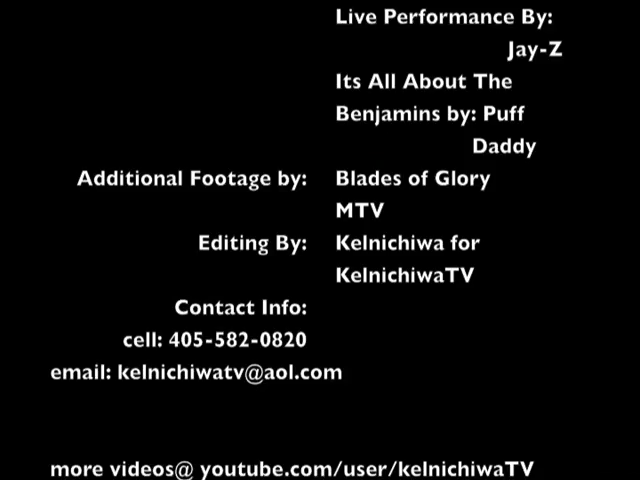 Live Performance By:
Jay-Z
Its All About The
Benjamins by: Puff
Daddy
Additional Footage by: Blades of Glory
MTV
Editing By: Kelnichiwa for
KelnichiwaTV
Contact Info:
cell: 405-582-0820
email: kelnichiwatv@aol.com
more videos@ youtube.com/user/kelnichiwaTV